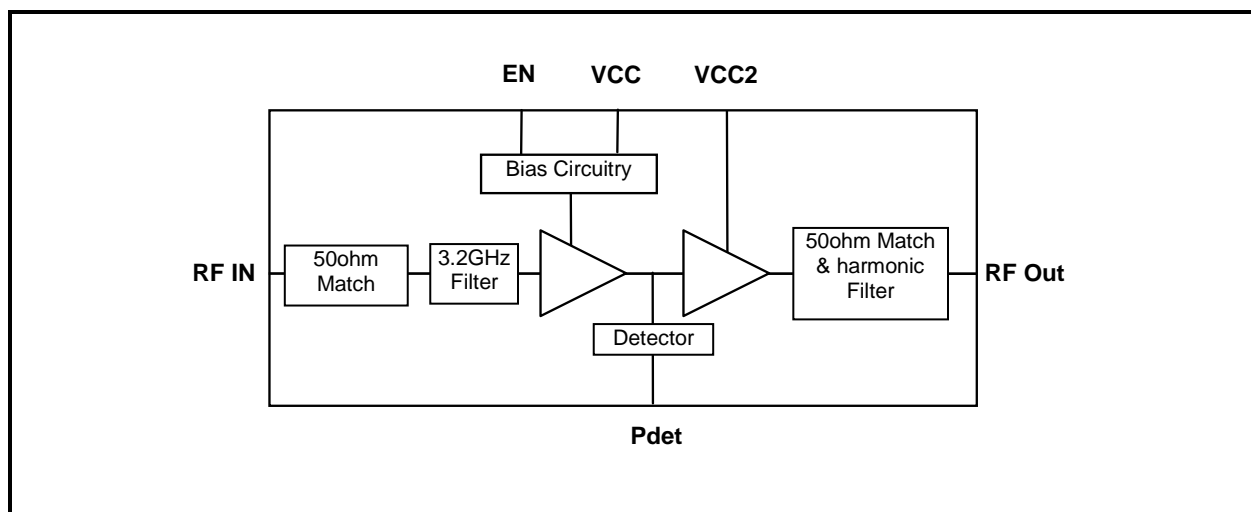 EN VCC VCC2
Bias Circuitry
RF IN
50ohm
Match
3.2GHz
Filter
50ohm Match
& harmonic
Filter
RF Out
Detector
Pdet